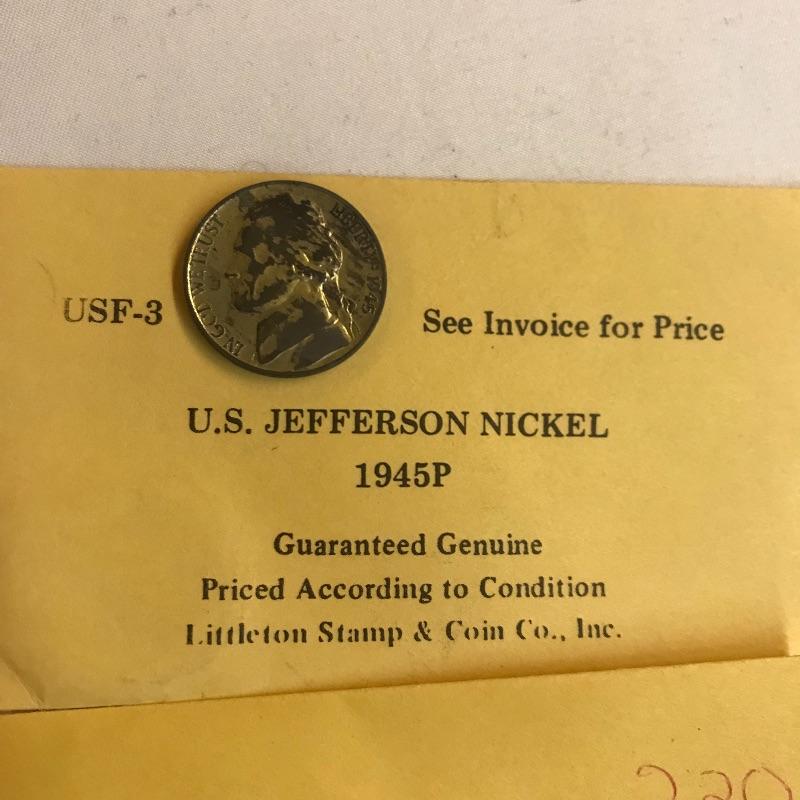 USF-3
IN GOD WE TRUST
LIBERTY 1945
See Invoice for Price
U.S. JEFFERSON NICKEL
1945P
Guaranteed Genuine
Priced According to Condition
Littleton Stamp & Coin Co., Inc.
220